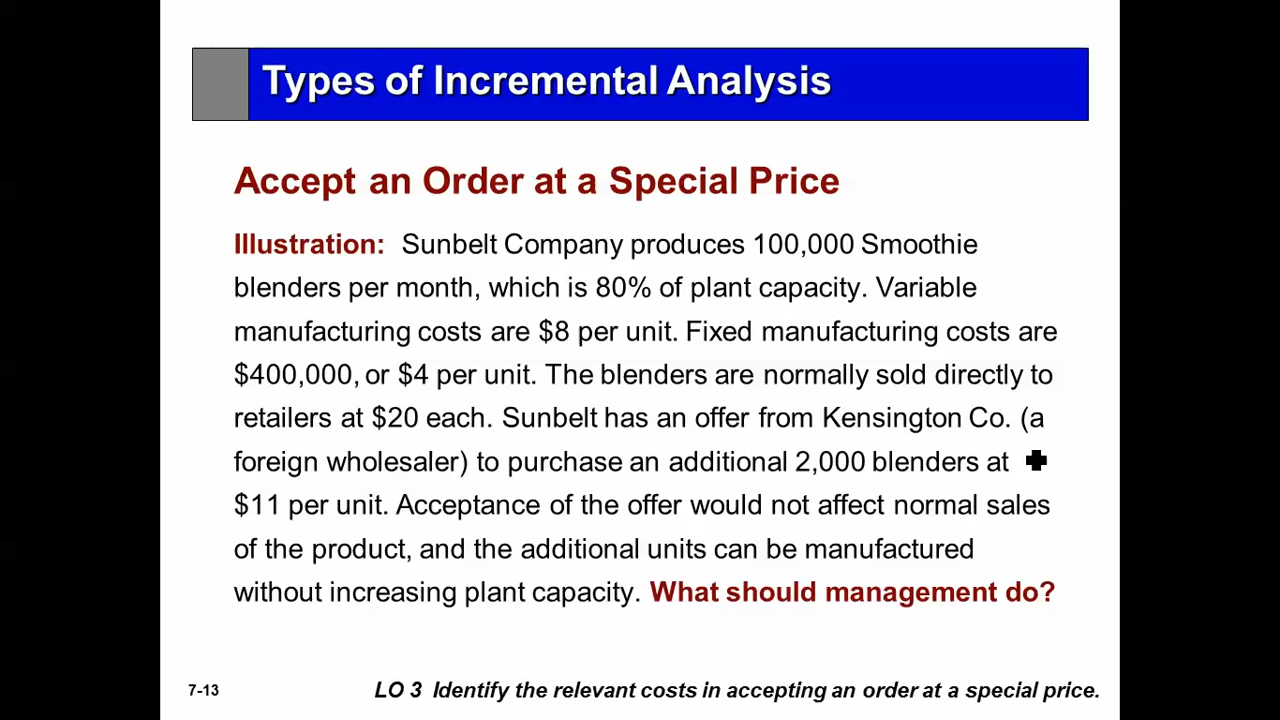 Types of Incremental Analysis
Accept an Order at a Special Price
Illustration: Sunbelt Company produces 100,000 Smoothie
blenders per month, which is 80% of plant capacity. Variable
manufacturing costs are $8 per unit. Fixed manufacturing costs are
$400,000, or $4 per unit. The blenders are normally sold directly to
retailers at $20 each. Sunbelt has an offer from Kensington Co. (a
foreign wholesaler) to purchase an additional 2,000 blenders at
$11 per unit. Acceptance of the offer would not affect normal sales
of the product, and the additional units can be manufactured
without increasing plant capacity. What should management do?
7-13
LO 3 Identify the relevant costs in accepting an order at a special price.